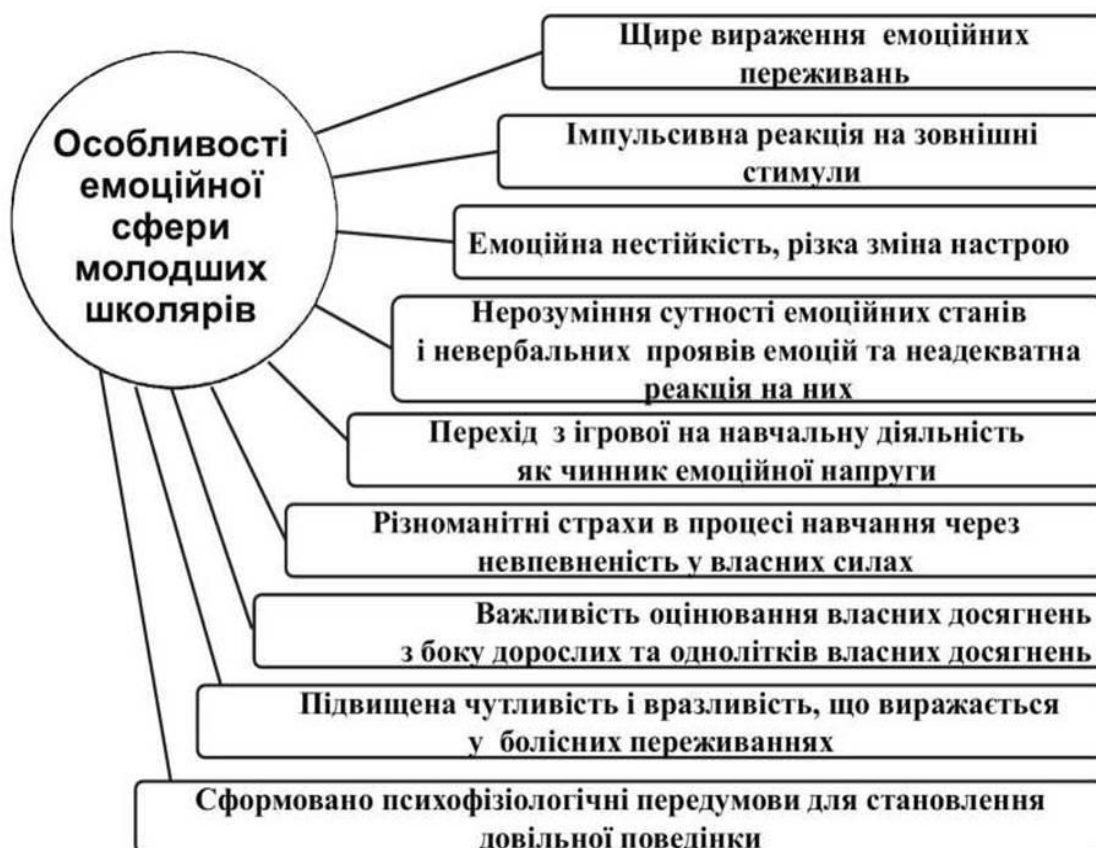 Особливості
емоційної
сфери
молодших
школярів
Щире вираження емоційних
переживань
Імпульсивна реакція на зовнішні
стимули
Емоційна нестійкість, різка зміна настрою
Нерозуміння сутності емоційних станів
і невербальних проявів емоцій та неадекватна
реакція на них
Перехід з ігрової на навчальну діяльність
як чинник емоційної напруги
Різноманітні страхи в процесі навчання через
невпевненість у власних силах
Важливість оцінювання власних досягнень
з боку дорослих та однолітків власних досягнень
Підвищена чутливість і вразливість, що виражається
у болісних переживаннях
Сформовано психофізіологічні передумови для становлення
довільної поведінки